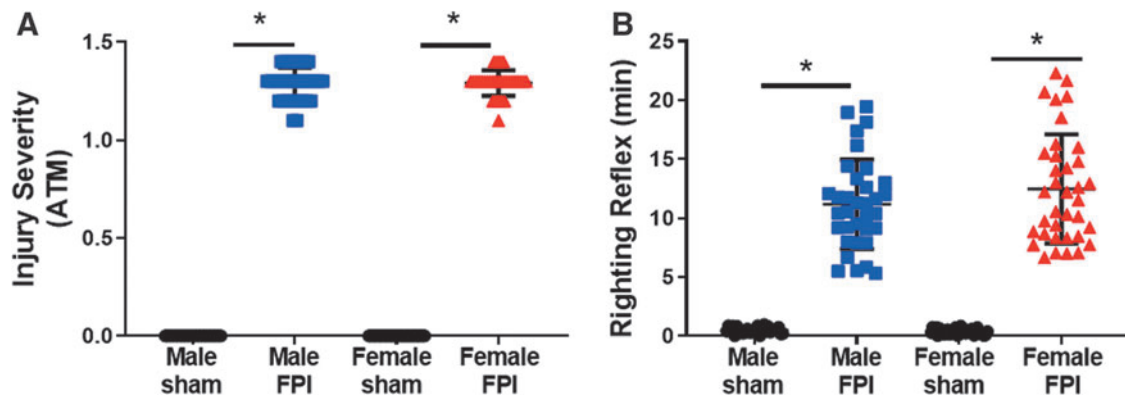 A
*
*
Injury Severity
(ATM)
1.5
1.0
0.5
0.0
Male
sham
Male
FPI
Female
sham
Female
FPI
B
*
*
Righting Reflex (min)
25
20
15
10
5
0
Male
sham
Male
FPI
Female
sham
Female
FPI